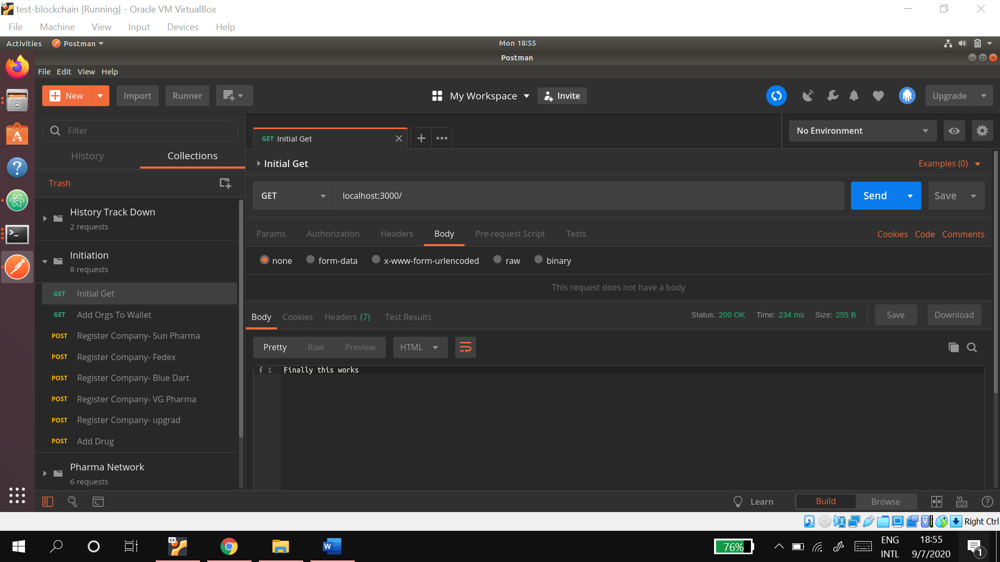 test-blockchain [Running] - Oracle VM VirtualBox
File Machine View Input Devices Help
Activities Postman Mon 18:55
Postman
File Edit View Help
New Import Runner My Workspace Invite Upgrade
Filter
GET Initial Get No Environment
History Collections
Initial Get Examples (0)
Trash
GET localhost:3000/ Send Save
History Track Down
2 requests
Params Authorization Headers Body Pre-request Script Tests Cookies Code Comments
Initiation
8 requests
none form-data x-www-form-urlencoded raw binary
This request does not have a body
GET Initial Get
GET Add Orgs To Wallet
POST Register Company- Sun Pharma
POST Register Company- Fedex
POST Register Company- Blue Dart
POST Register Company- VG Pharma
POST Register Company- upgrad
POST Add Drug
Pharma Network
6 requests
Body Cookies Headers (7) Test Results Status: 200 OK Time: 234 ms Size: 255 B Save Download
Pretty Raw Preview HTML
i 1 Finally this works
Learn Build Browse
Right Ctrl
64
76%
ENG
INTL
18:55
9/7/2020
1